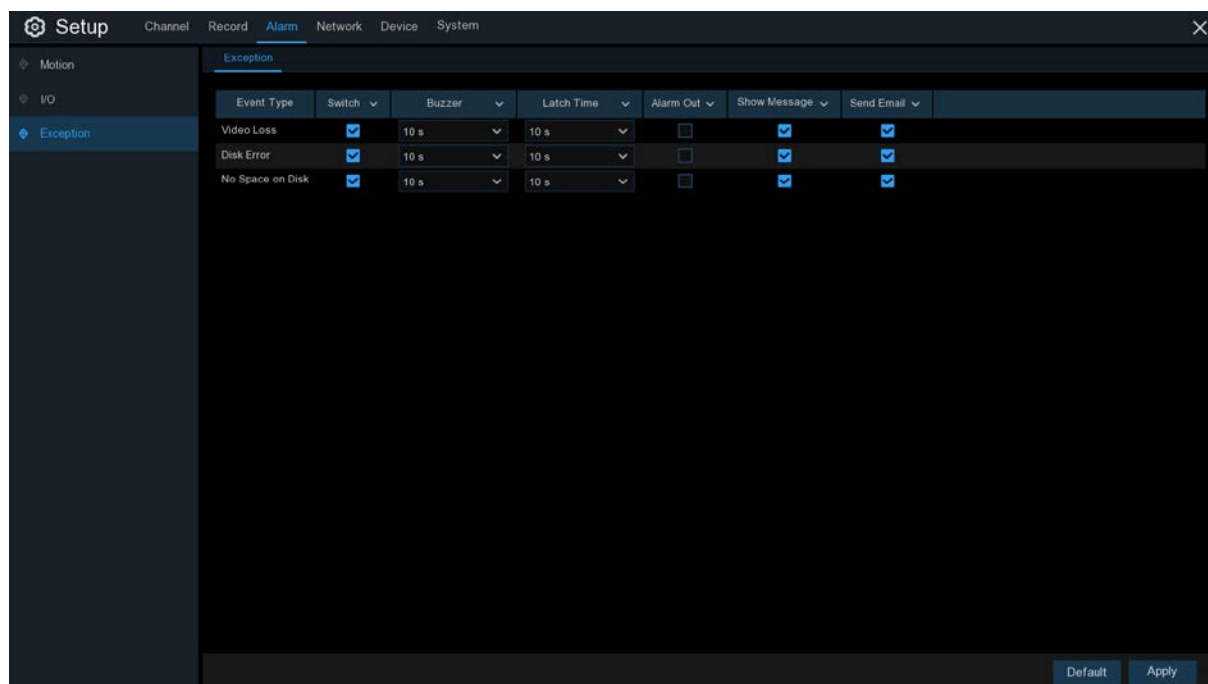 Setup Channel Record Alarm Network Device System
Motion
I/O
Exception
Exception
Event Type Switch Buzzer Latch Time Alarm Out Show Message Send Email
Video Loss 10 s 10 s
Disk Error 10 s 10 s
No Space on Disk 10 s 10 s
Default Apply